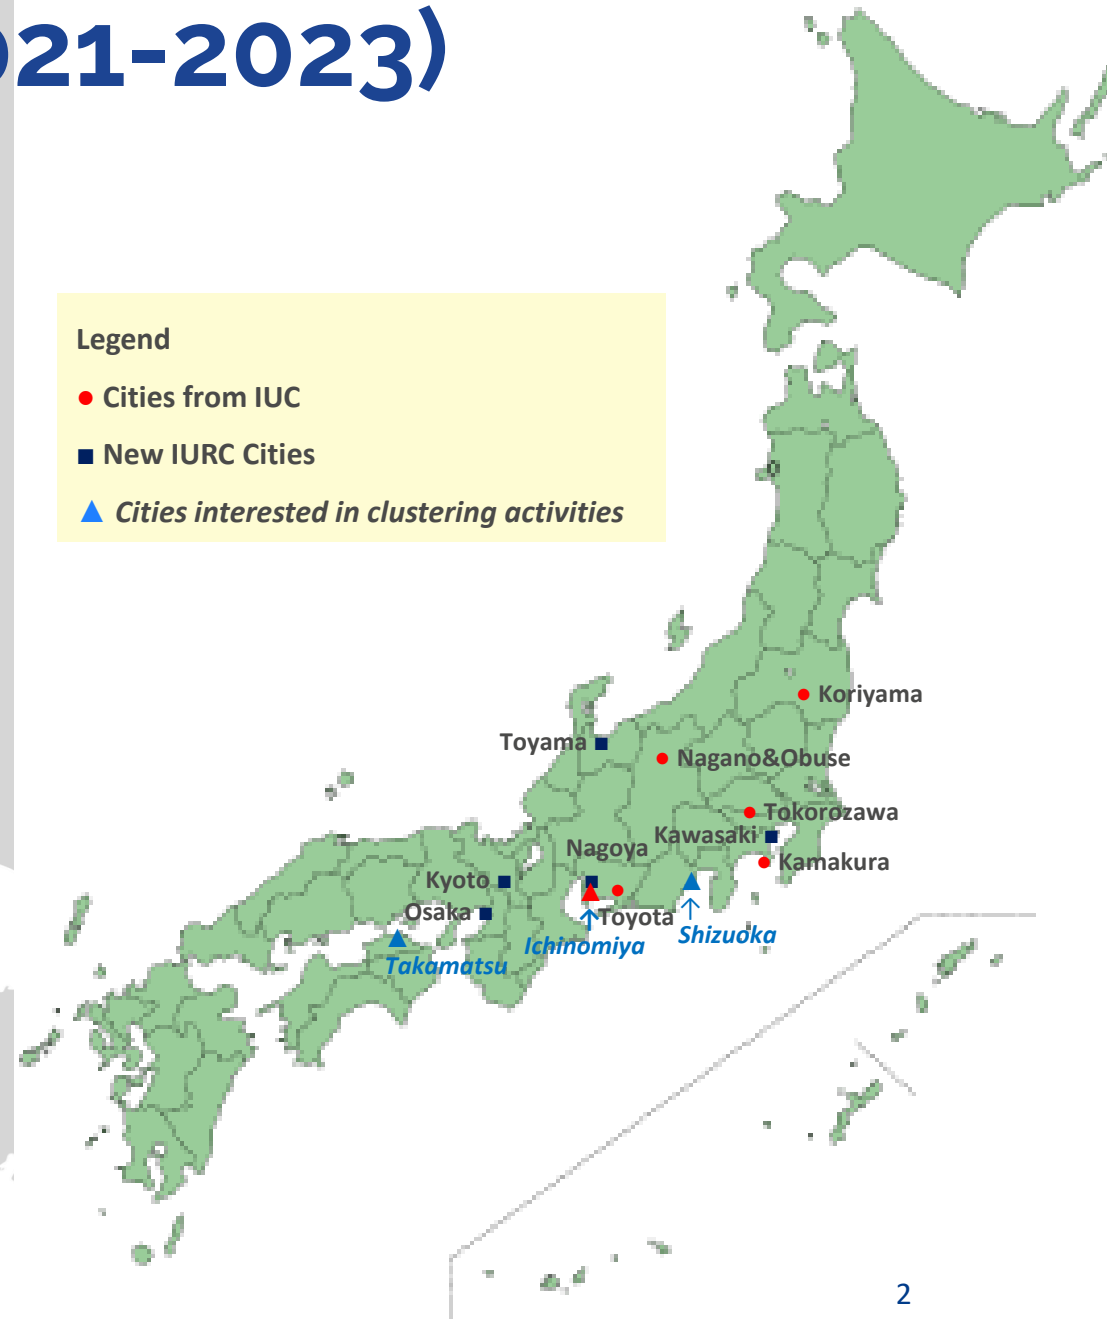 021-2023)
Legend
Cities from IUC
New IURC Cities
Cities interested in clustering activities
Koriyama
Toyama
Nagano&Obuse
Tokorozawa
Kawasaki
Nagoya
Kamakura
Kyoto
Osaka
Toyota
Shizuoka
Ichinomiya
Takamatsu
2